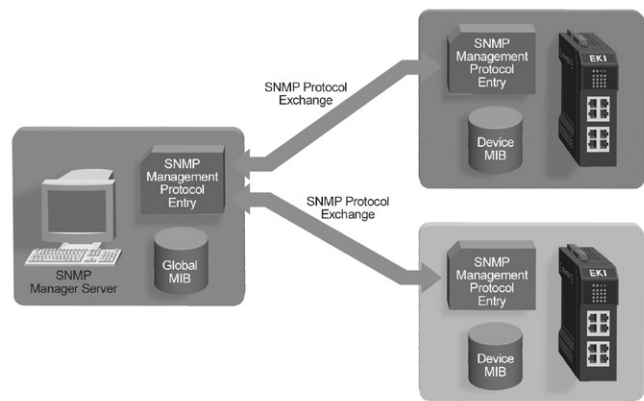 SNMP
Management
Protocol
Entry
EKI
Device
MIB
SNMP Protocol
Exchange
SNMP
Management
Protocol
Entry
Global
MIB
SNMP
Manager Server
SNMP Protocol
Exchange
SNMP
Management
Protocol
Entry
EKI
Device
MIB